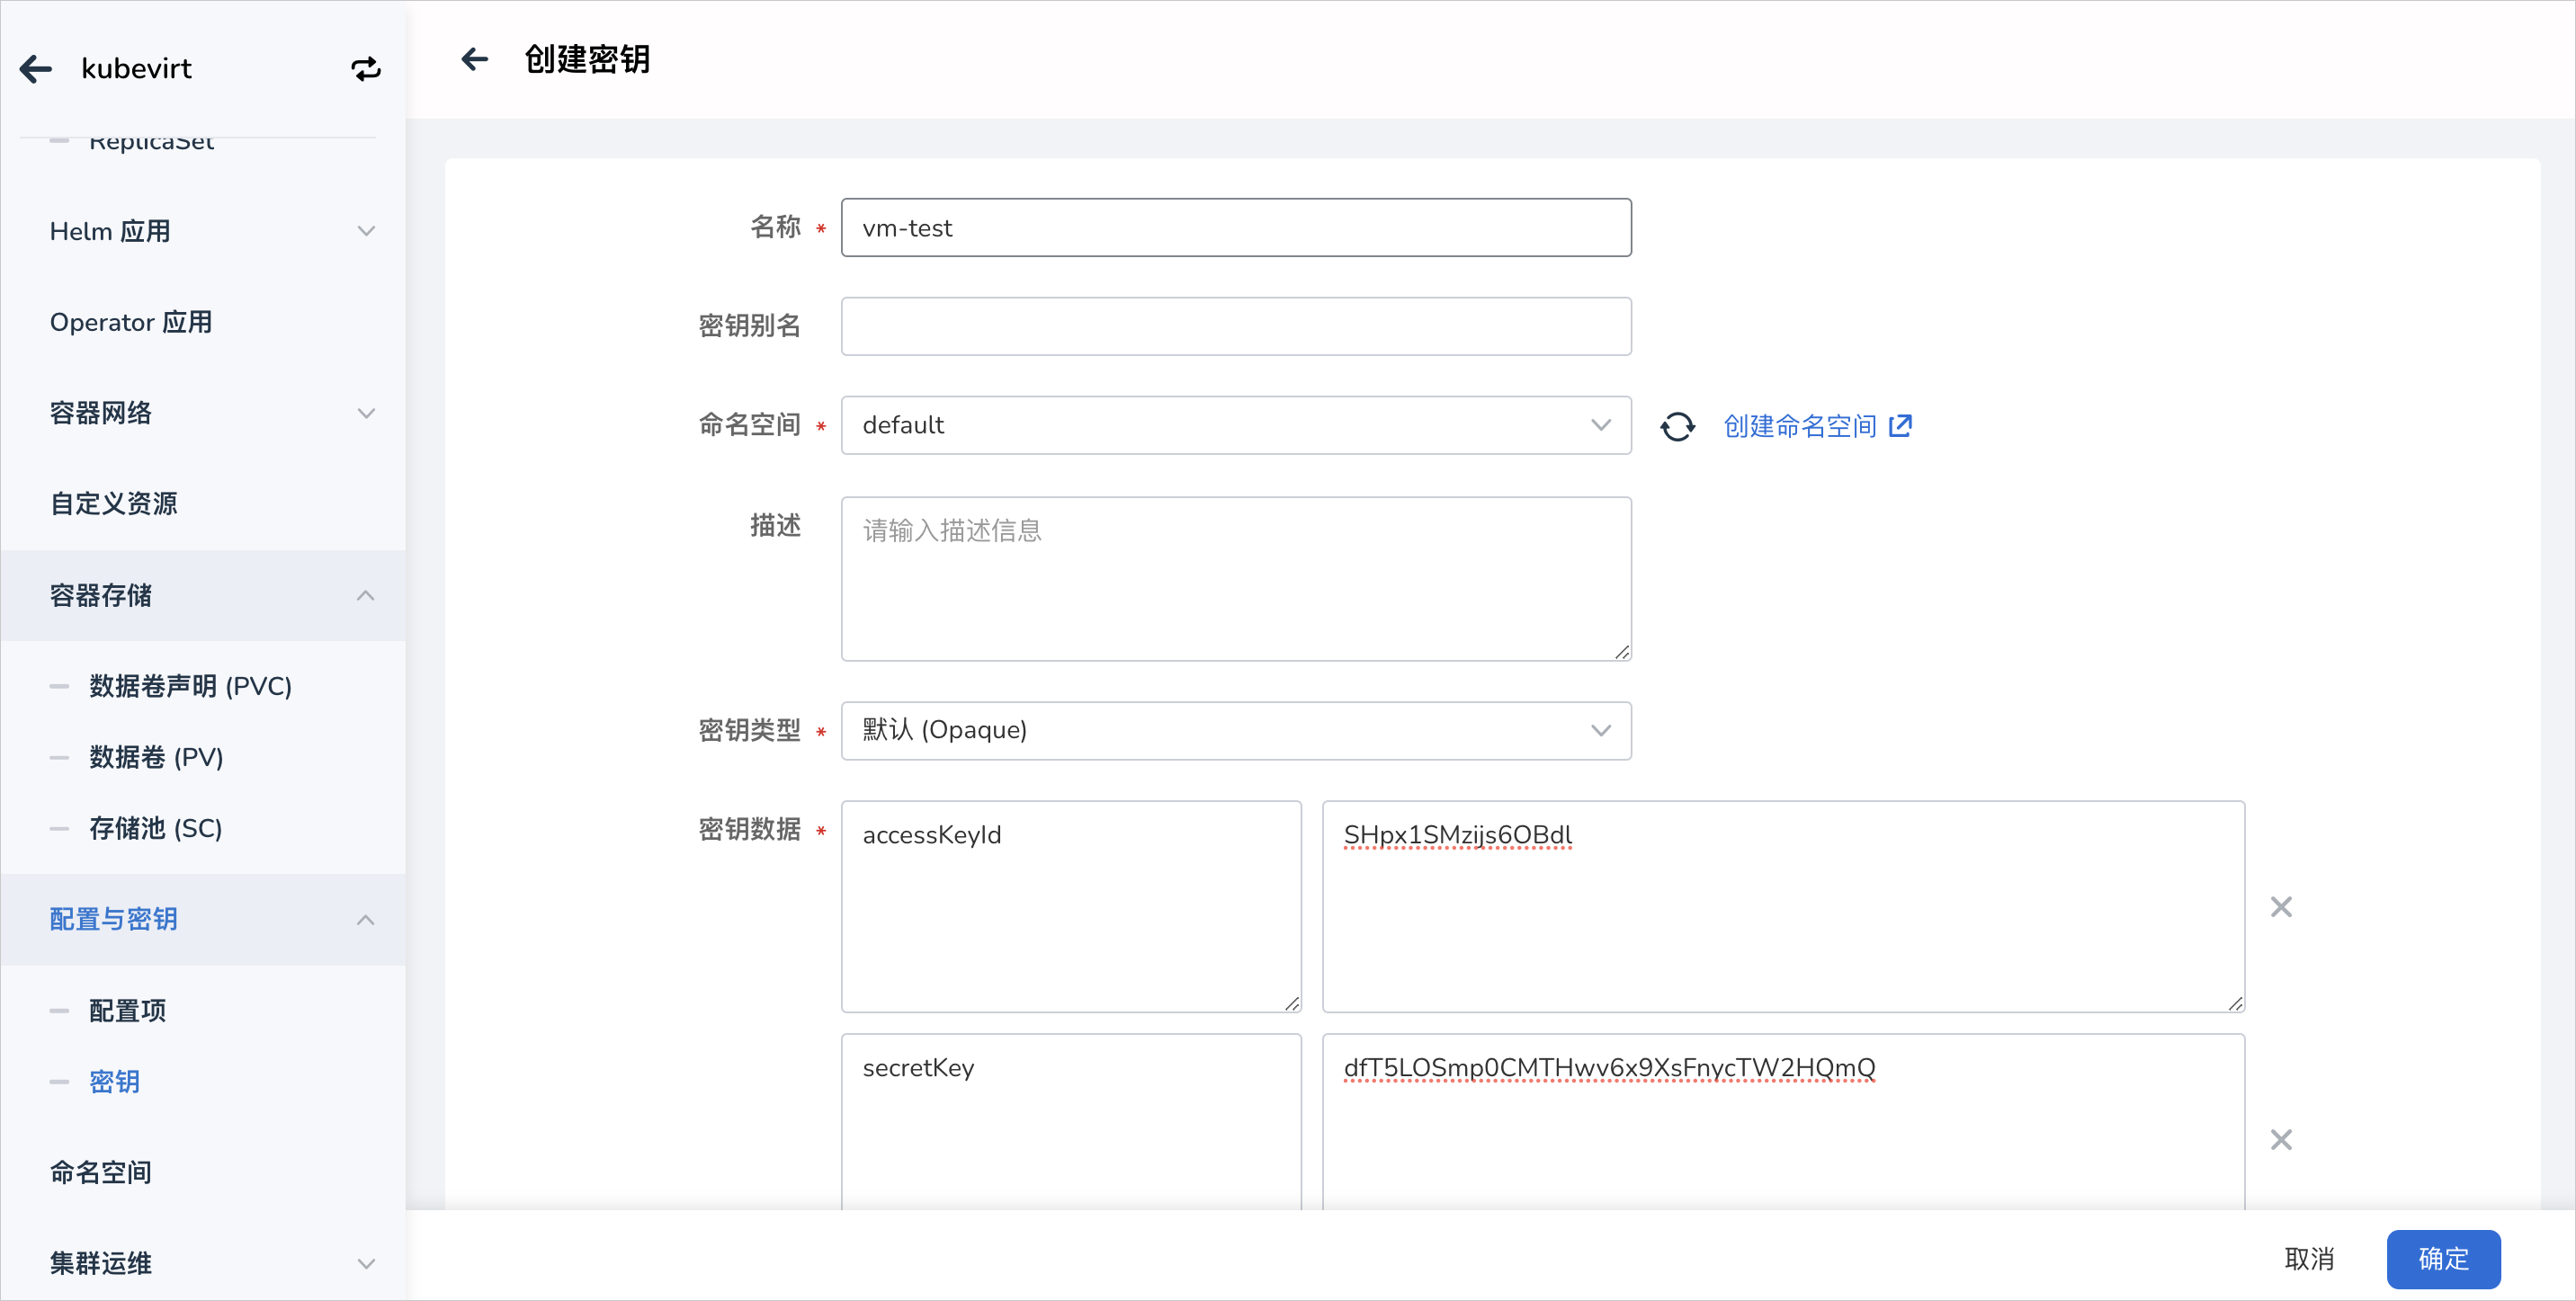 kubevirt
ReplicaSet
Helm 应用
Operator 应用
容器网络
自定义资源
容器存储
数据卷声明 (PVC)
数据卷 (PV)
存储池 (SC)
配置与密钥
配置项
密钥
命名空间
集群运维
创建密钥
名称 * vm-test
密钥别名
命名空间 * default 创建命名空间
描述 请输入描述信息
密钥类型 * 默认 (Opaque)
密钥数据 * accessKeyId SHpx1SMzijs6OBdl
secretKey dfT5LOSmp0CMTHwv6x9XsFnycTW2HQmQ
取消 确定